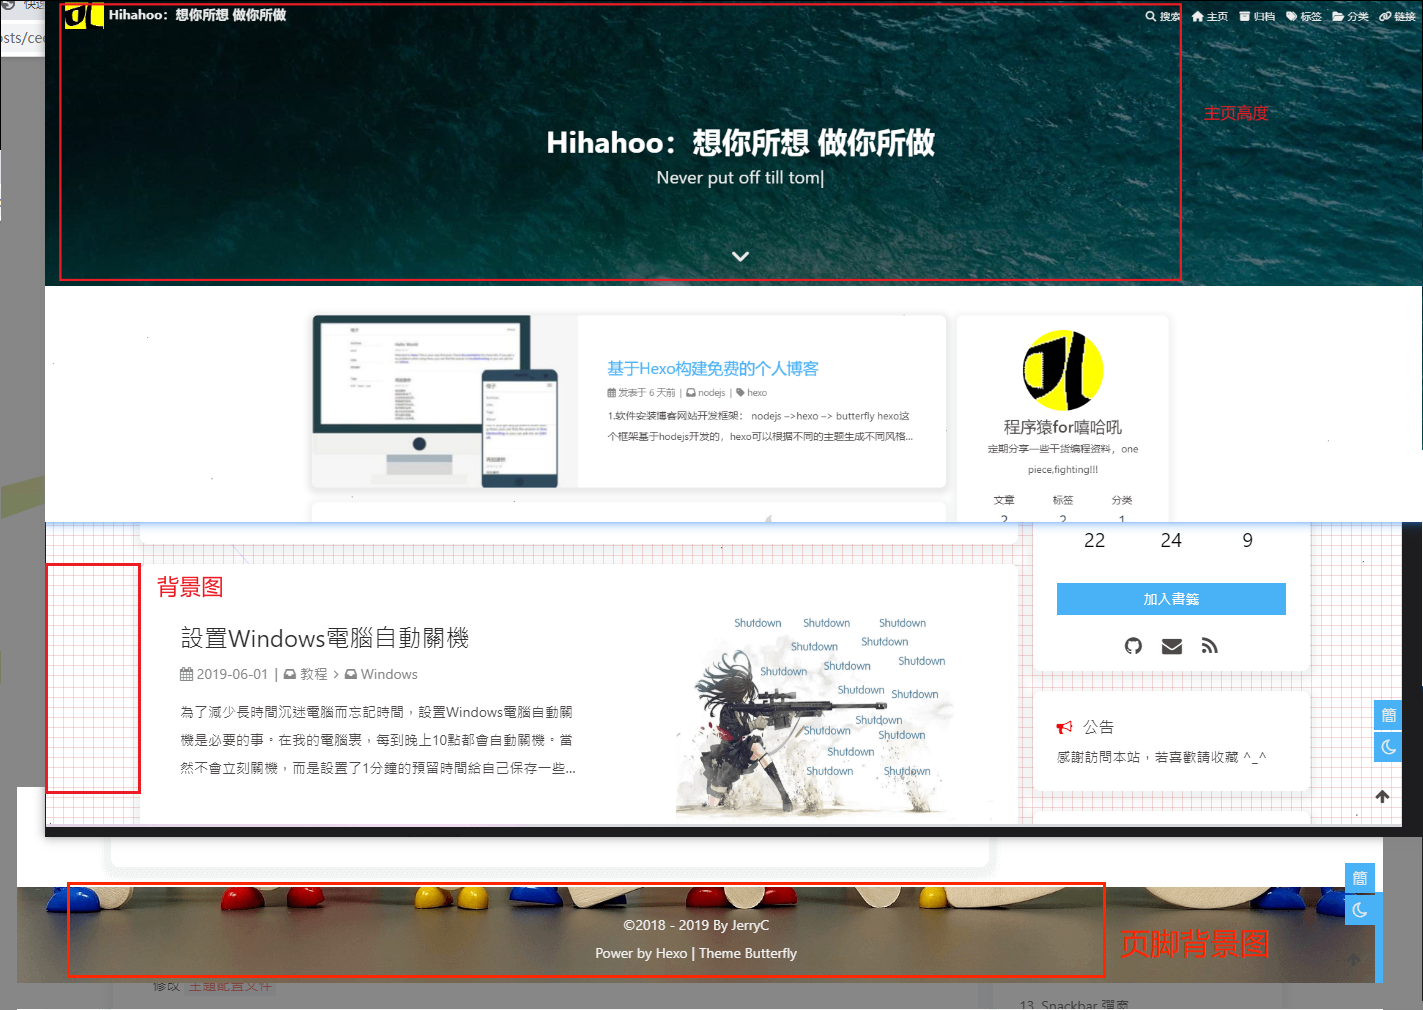 快速
osts/cee
Hihahoo：想你所想 做你所做
搜索 主页 归档 标签 分类 链接
主页高度
Hihahoo：想你所想 做你所做
Never put off till tom|
基于Hexo构建免费的个人博客
发表于 6 天前 | nodejs | hexo
1.软件安装博客网站开发框架： nodejs –>hexo –> butterfly hexo这
个框架基于hodejs开发的，hexo可以根据不同的主题生成不同风格...
程序猿for嘻哈吼
定期分享一些干货编程资料，one
piece,fighting!!!
文章 标签 分类
2 2 1
22 24 9
背景图
加入書籤
設置Windows電腦自動關機
2019-06-01 | 教程 > Windows
為了減少長時間沉迷電腦而忘記時間，設置Windows電腦自動關
機是必要的事。在我的電腦裏，每到晚上10點都會自動關機。當
然不會立刻關機，而是設置了1分鐘的預留時間給自己保存一些...
Shutdown Shutdown Shutdown
Shutdown Shutdown
Shutdown Shutdown Shutdown
Shutdown Shutdown
Shutdown Shutdown
Shutdown Shutdown
Shutdown Shutdown
公告
感謝訪問本站，若喜歡請收藏 ^_^
簡
簡
©2018 - 2019 By JerryC
Power by Hexo | Theme Butterfly
页脚背景图
修改 主題配置文件
13. Snackbar 彈窗